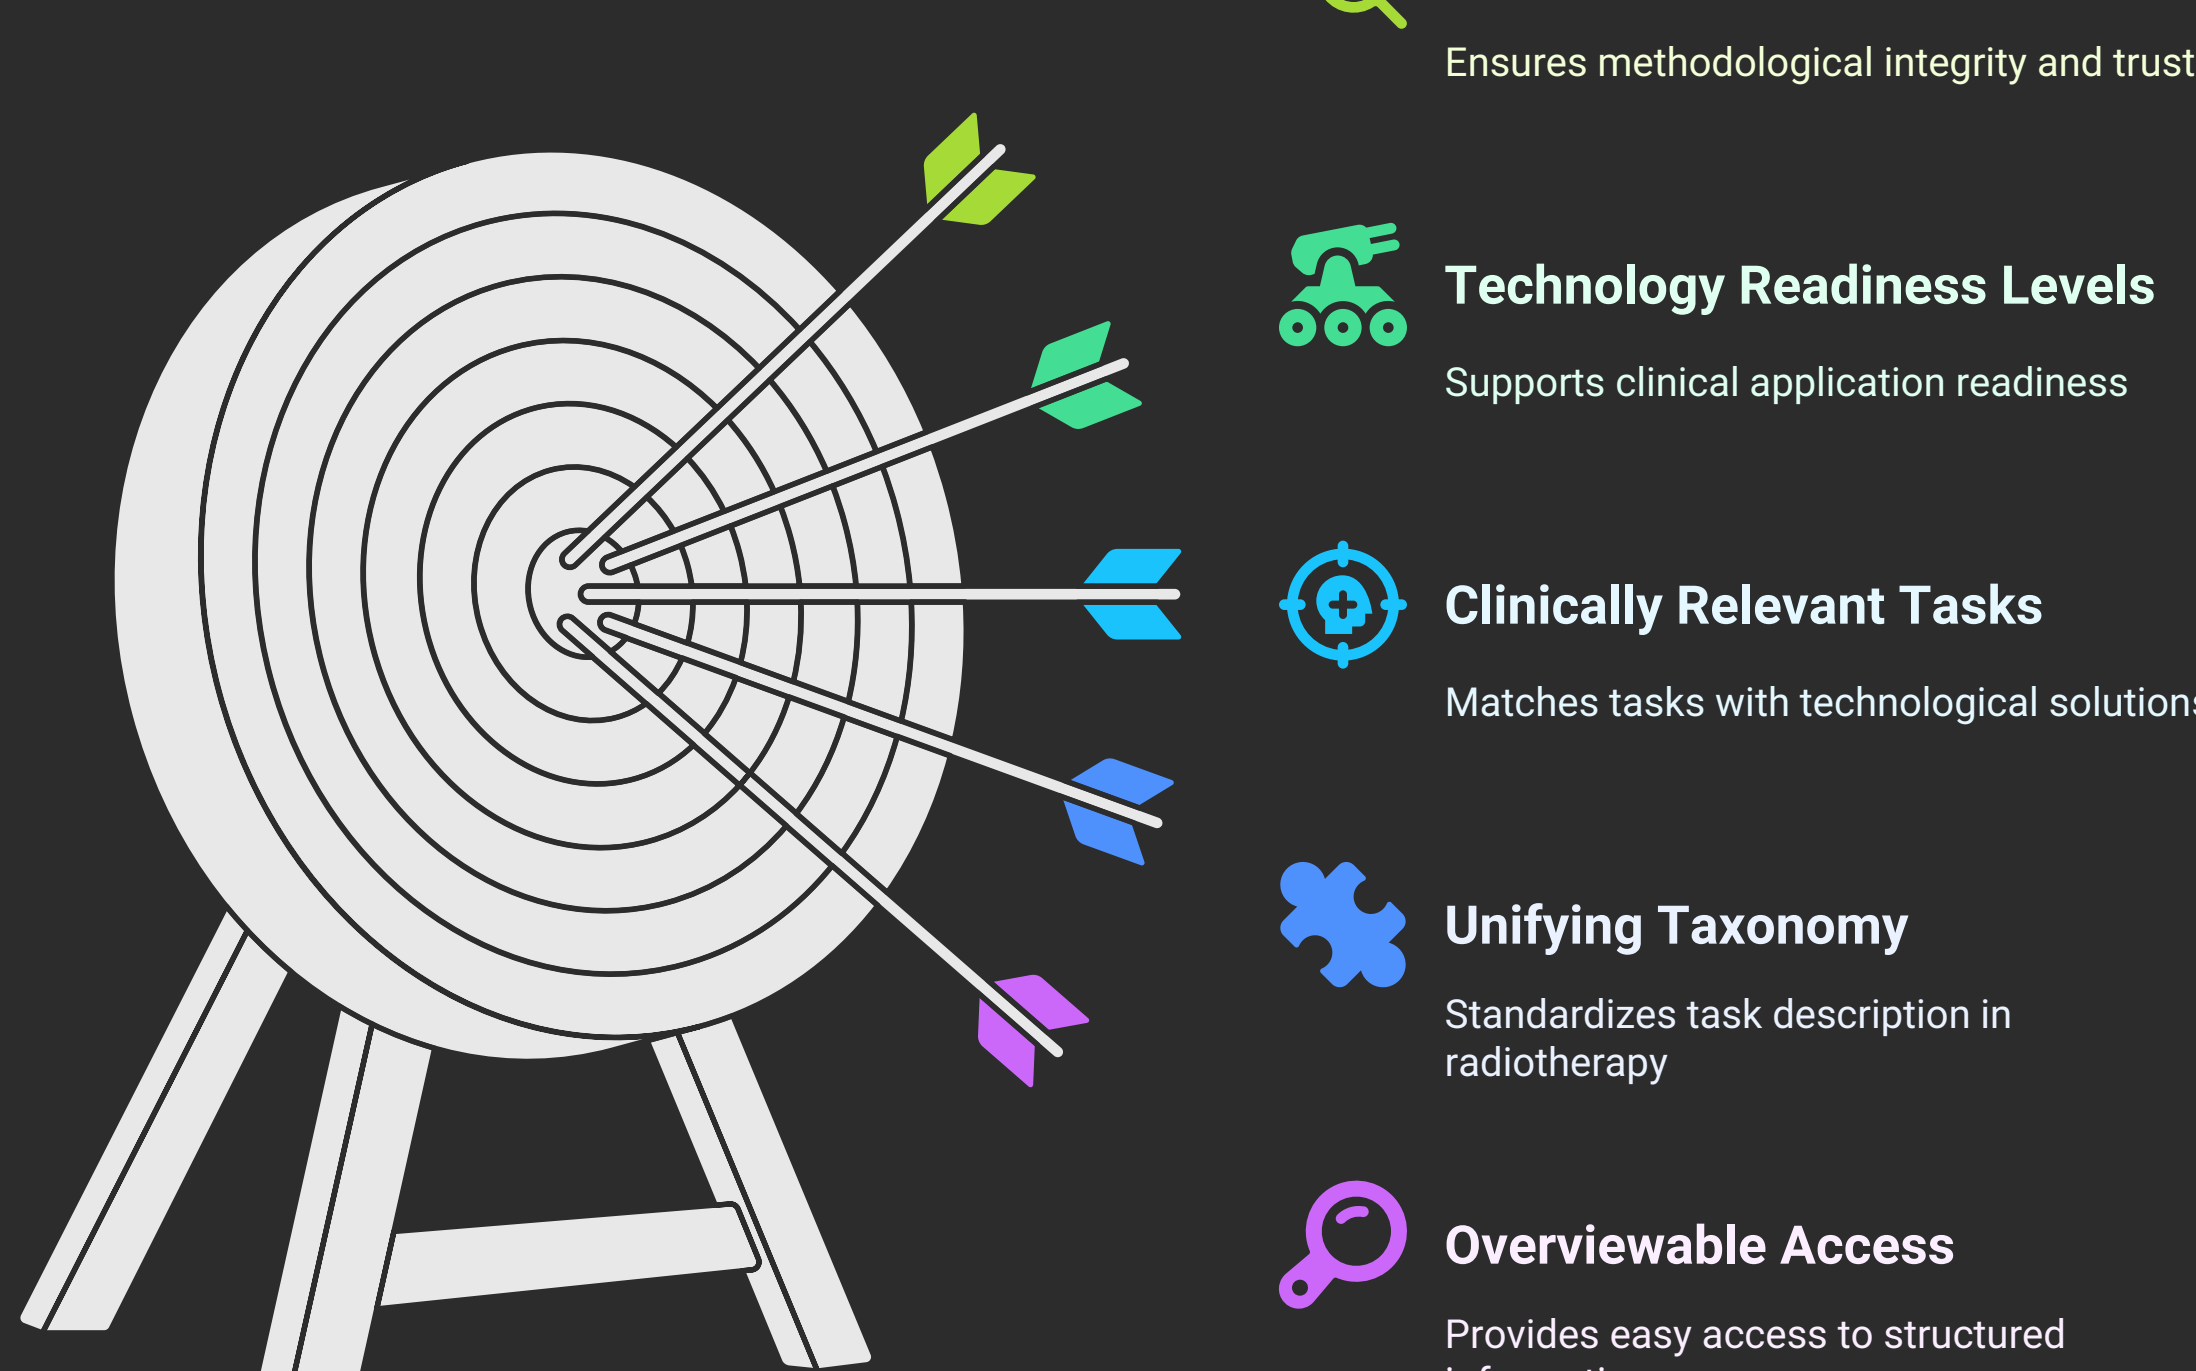 Ensures methodological integrity and trust
Technology Readiness Levels
Supports clinical application readiness
Clinically Relevant Tasks
Matches tasks with technological solutions
Unifying Taxonomy
Standardizes task description in
radiotherapy
Overviewable Access
Provides easy access to structured